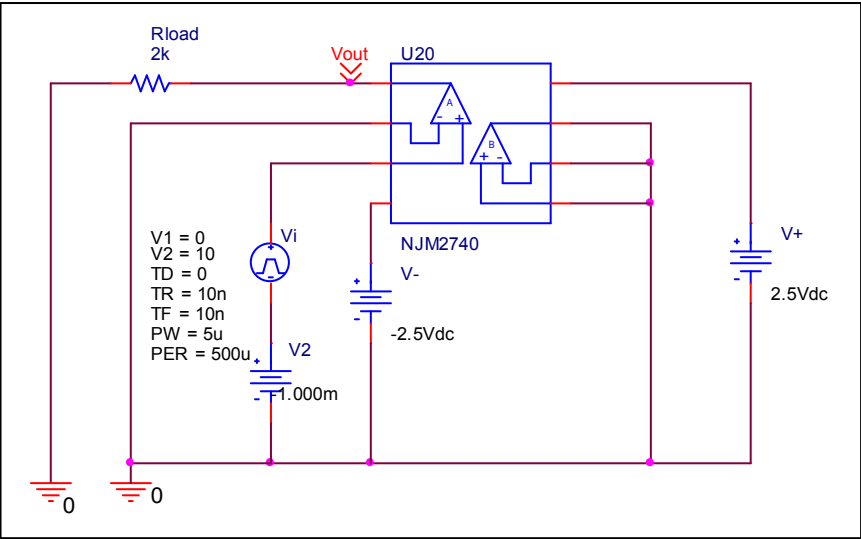 Rload
2k
Vout
U20
A
- +
B
+ -
NJM2740
V1 = 0
V2 = 10
TD = 0
TR = 10n
TF = 10n
PW = 5u
PER = 500u
Vi
+
-
V2
+
-
-1.000m
V-
+
-
-2.5Vdc
V+
+
-
2.5Vdc
0
0